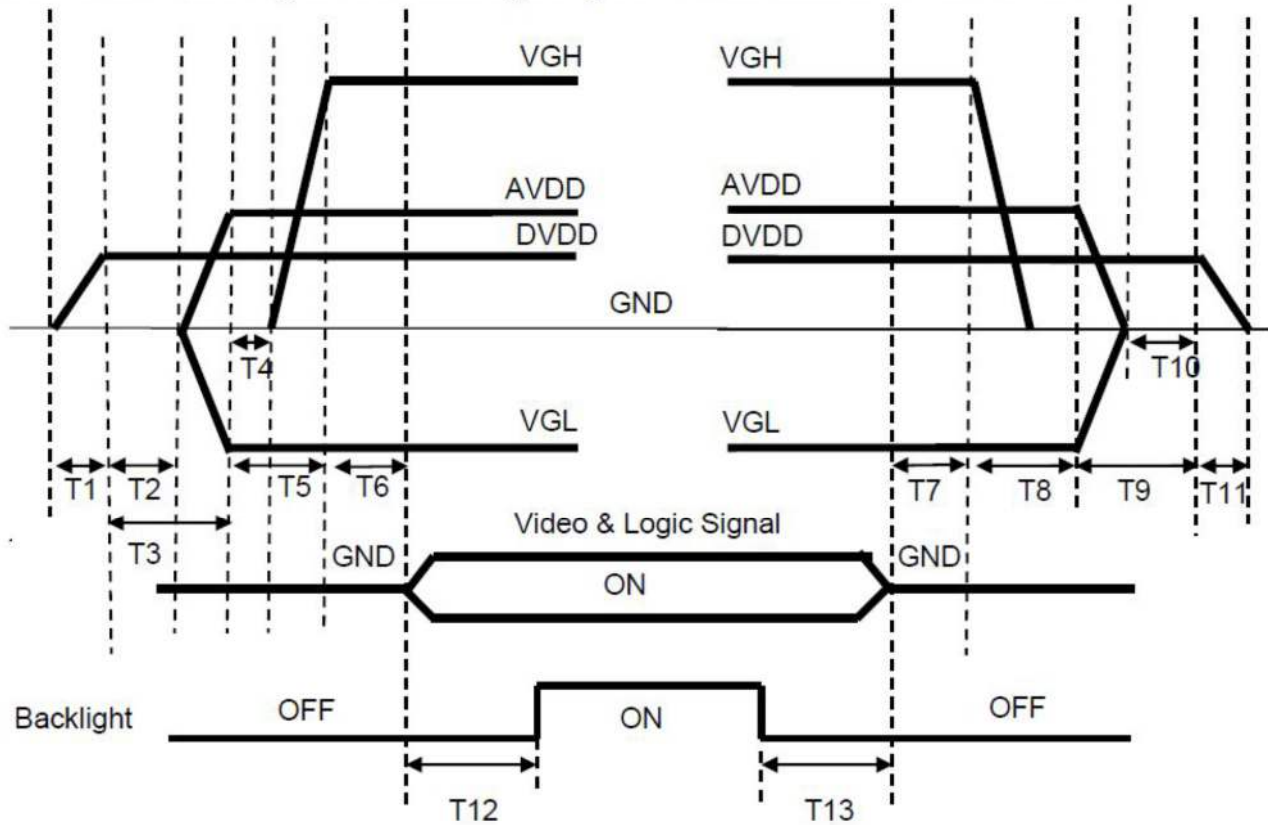 VGH VGH
AVDD AVDD
DVDD DVDD
GND
T4 T10
VGL VGL
T1 T2 T5 T6 T7 T8 T9 T11
Video & Logic Signal
T3
GND GND
ON
OFF OFF
Backlight ON
T12 T13